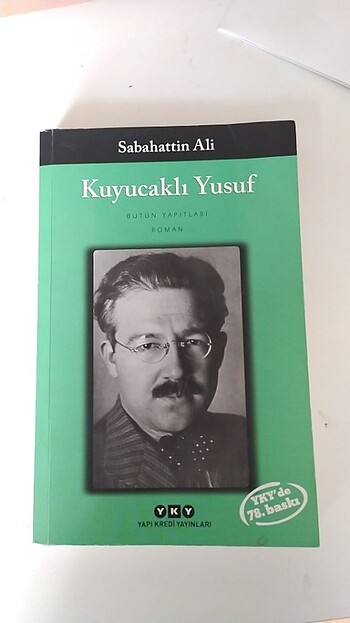 Sabahattin Ali
Kuyucaklı Yusuf
BÜTÜN YAPITLARI
ROMAN
YKY'de
78. baskı
YKY
YAPI KREDİ YAYINLARI